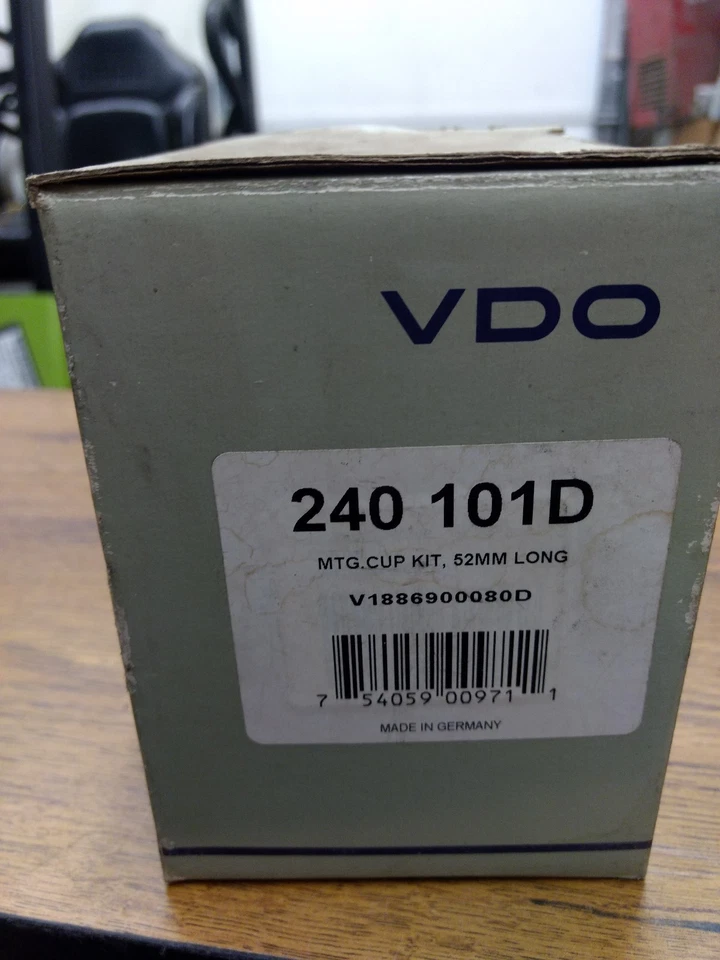 VDO
240 101D
MTG.CUP KIT, 52MM LONG
V1886900080D
7 54059 00971 1
MADE IN GERMANY